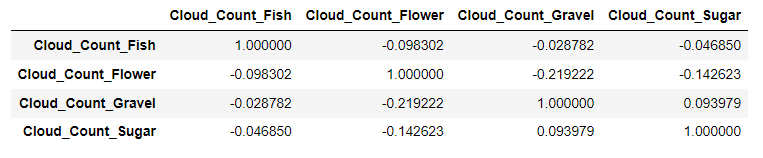 Cloud_Count_Fish Cloud_Count_Flower Cloud_Count_Gravel Cloud_Count_Sugar
Cloud_Count_Fish 1.000000 -0.098302 -0.028782 -0.046850
Cloud_Count_Flower -0.098302 1.000000 -0.219222 -0.142623
Cloud_Count_Gravel -0.028782 -0.219222 1.000000 0.093979
Cloud_Count_Sugar -0.046850 -0.142623 0.093979 1.000000